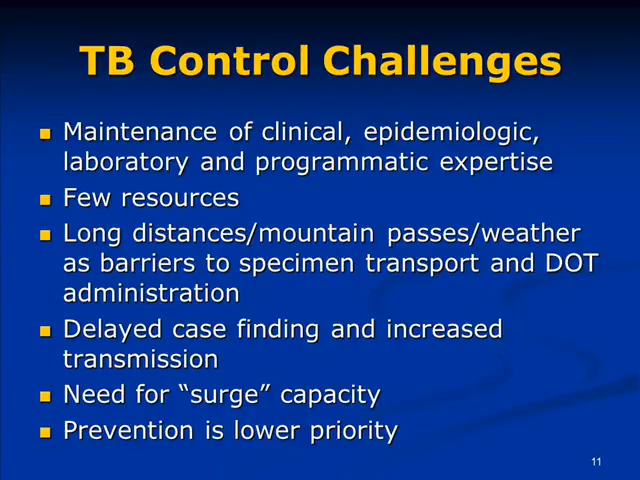 TB Control Challenges
Maintenance of clinical, epidemiologic,
laboratory and programmatic expertise
Few resources
Long distances/mountain passes/weather
as barriers to specimen transport and DOT
administration
Delayed case finding and increased
transmission
Need for “surge” capacity
Prevention is lower priority
11